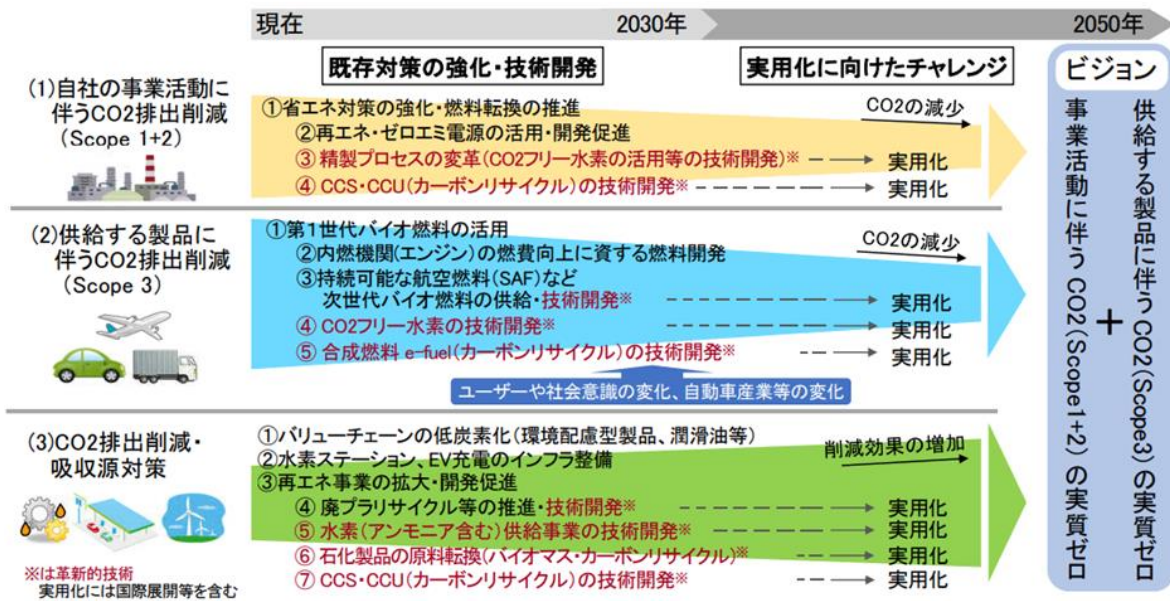 現在
2030年
2050年
既存対策の強化・技術開発
実用化に向けたチャレンジ
(1)自社の事業活動に
伴うCO2排出削減
(Scope 1+2)
①省エネ対策の強化・燃料転換の推進
②再エネ・ゼロエミ電源の活用・開発促進
③ 精製プロセスの変革(CO2フリー水素の活用等の技術開発)※
④ CCS・CCU(カーボンリサイクル)の技術開発※
CO2の減少
実用化
実用化
(2)供給する製品に
伴うCO2排出削減
(Scope 3)
①第1世代バイオ燃料の活用
②内燃機関(エンジン)の燃費向上に資する燃料開発
③持続可能な航空燃料(SAF)など
次世代バイオ燃料の供給・技術開発※
④ CO2フリー水素の技術開発※
⑤ 合成燃料 e-fuel(カーボンリサイクル)の技術開発※
CO2の減少
実用化
実用化
実用化
ユーザーや社会意識の変化、自動車産業等の変化
(3)CO2排出削減・
吸収源対策
①バリューチェーンの低炭素化(環境配慮型製品、潤滑油等)
②水素ステーション、EV充電のインフラ整備
③再エネ事業の拡大・開発促進
④ 廃プラリサイクル等の推進・技術開発※
⑤ 水素(アンモニア含む)供給事業の技術開発※
⑥ 石化製品の原料転換(バイオマス・カーボンリサイクル)※
⑦ CCS・CCU(カーボンリサイクル)の技術開発※
削減効果の増加
実用化
実用化
実用化
実用化
※は革新的技術
実用化には国際展開等を含む
ビジョン
事業活動に伴うCO2(Scope1+2)の実質ゼロ
+
供給する製品に伴うCO2(Scope3)の実質ゼロ